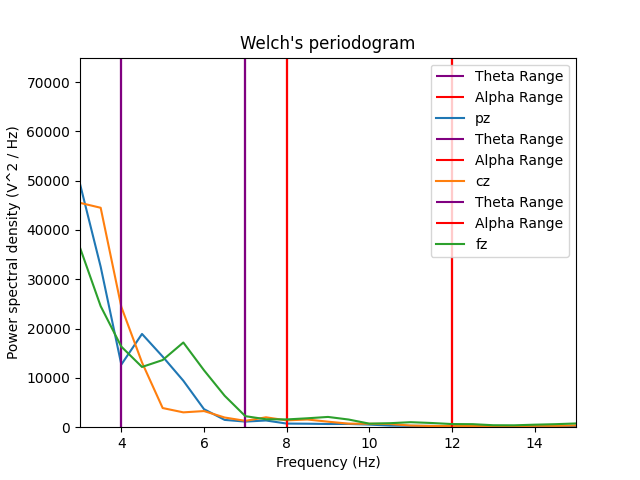 Welch's periodogram
Power spectral density (V^2 / Hz)
70000
60000
50000
40000
30000
20000
10000
0
Theta Range
Alpha Range
pz
Theta Range
Alpha Range
cz
Theta Range
Alpha Range
fz
4 6 8 10 12 14
Frequency (Hz)